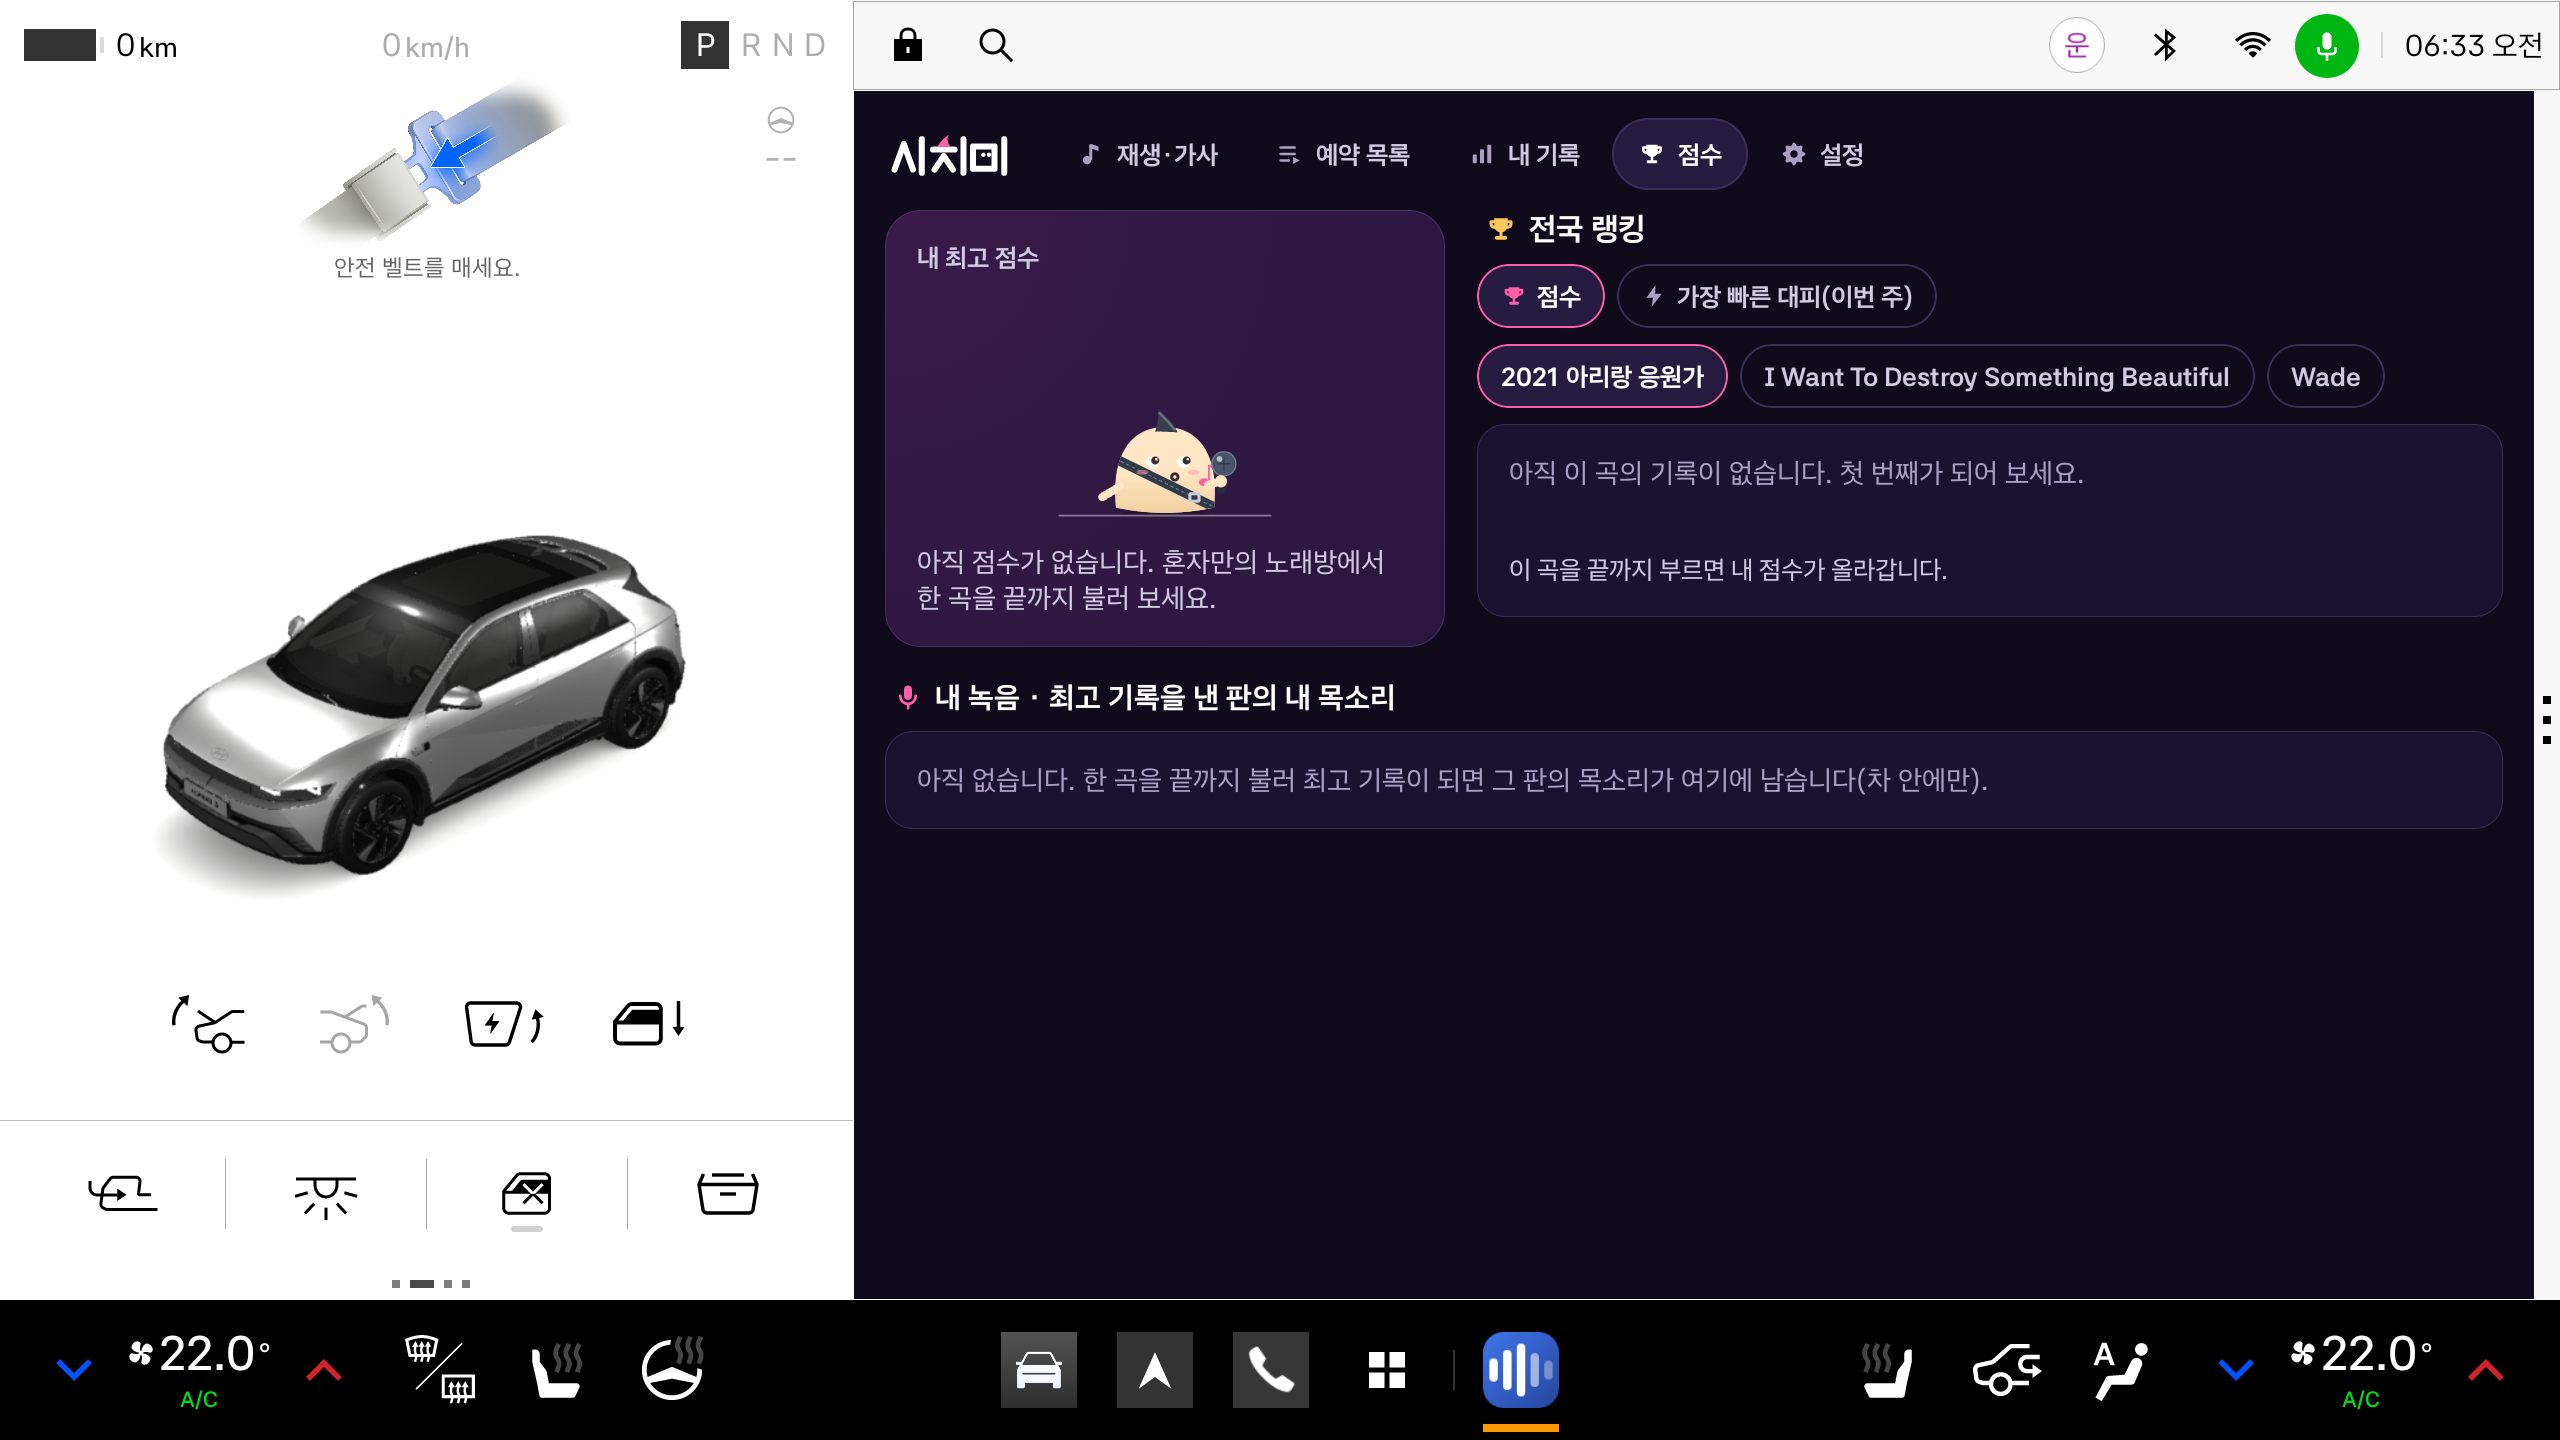 0 km
0 km/h
P R N D
안전 벨트를 매세요.
운
06:33 오전
시치미
재생·가사
예약 목록
내 기록
점수
설정
내 최고 점수
아직 점수가 없습니다. 혼자만의 노래방에서
한 곡을 끝까지 불러 보세요.
전국 랭킹
점수
가장 빠른 대피(이번 주)
2021 아리랑 응원가
I Want To Destroy Something Beautiful
Wade
아직 이 곡의 기록이 없습니다. 첫 번째가 되어 보세요.
이 곡을 끝까지 부르면 내 점수가 올라갑니다.
내 녹음 · 최고 기록을 낸 판의 내 목소리
아직 없습니다. 한 곡을 끝까지 불러 최고 기록이 되면 그 판의 목소리가 여기에 남습니다(차 안에만).
22.0°
A/C
A
22.0°
A/C